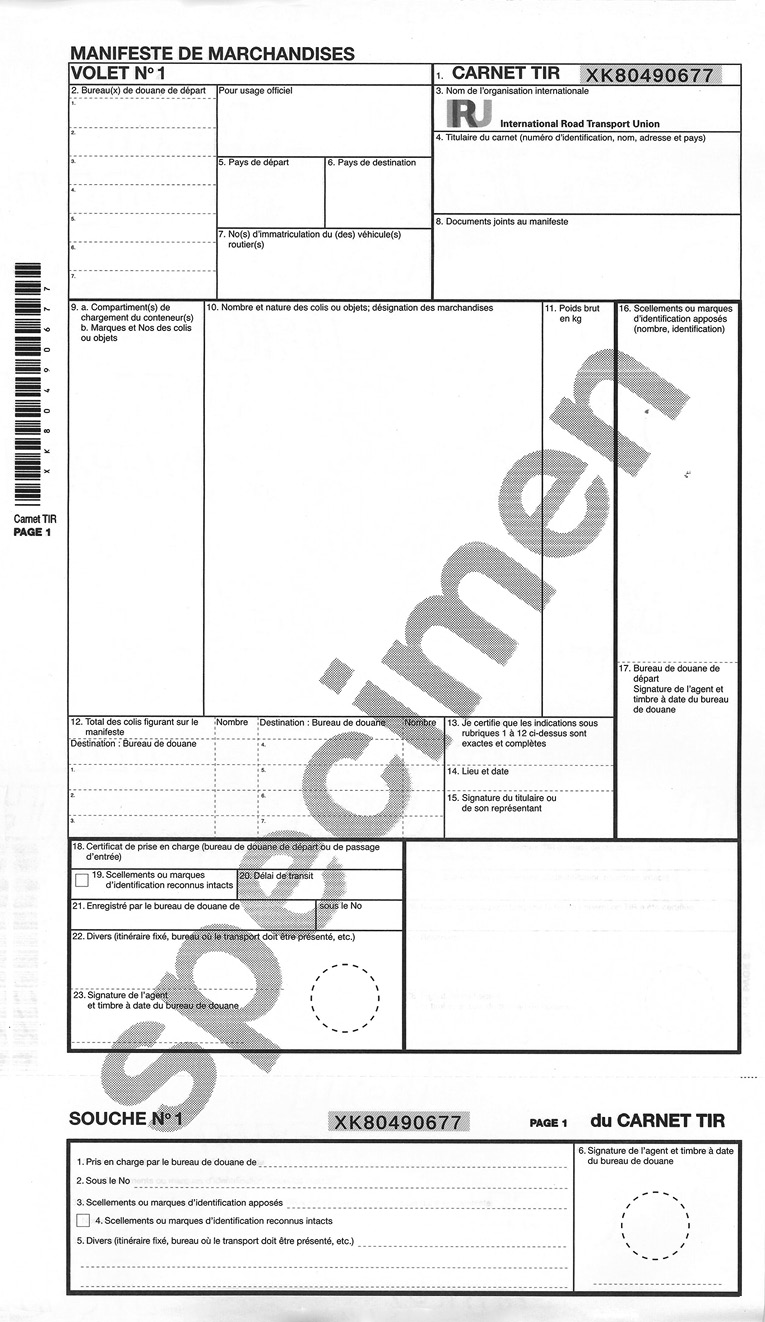 MANIFESTE DE MARCHANDISES
VOLET No 1
1. CARNET TIR XK80490677
2. Bureau(x) de douane de départ
1.
2.
3.
4.
5.
6.
7.
Pour usage officiel
3. Nom de l'organisation internationale
IRU
International Road Transport Union
4. Titulaire du carnet (numéro d'identification, nom, adresse et pays)
5. Pays de départ
6. Pays de destination
7. No(s) d'immatriculation du (des) véhicule(s)
routier(s)
8. Documents joints au manifeste
9. a. Compartiment(s) de
chargement du conteneur(s)
b. Marques et Nos des colis
ou objets
10. Nombre et nature des colis ou objets; désignation des marchandises
11. Poids brut
en kg
16. Scellements ou marques
d'identification apposés
(nombre, identification)
XK80490677
Carnet TIR
PAGE 1
Specimen
17. Bureau de douane de
départ
Signature de l'agent et
timbre à date du bureau
de douane
12. Total des colis figurant sur le
manifeste
Destination : Bureau de douane
1.
2.
3.
Nombre
Destination : Bureau de douane
4.
5.
6.
7.
Nombre
13. Je certifie que les indications sous
rubriques 1 à 12 ci-dessus sont
exactes et complètes
14. Lieu et date
15. Signature du titulaire ou
de son représentant
18. Certificat de prise en charge (bureau de douane de départ ou de passage
d'entrée)
19. Scellements ou marques
d'identification reconnus intacts
20. Délai de transit
21. Enregistré par le bureau de douane de
sous le No
22. Divers (itinéraire fixé, bureau où le transport doit être présenté, etc.)
23. Signature de l'agent
et timbre à date du bureau de douane
SOUCHE No 1
XK80490677
PAGE 1
du CARNET TIR
1. Pris en charge par le bureau de douane de
2. Sous le No
3. Scellements ou marques d'identification apposés
4. Scellements ou marques d'identification reconnus intacts
5. Divers (itinéraire fixé, bureau où le transport doit être présenté, etc.)
6. Signature de l'agent et timbre à date
du bureau de douane